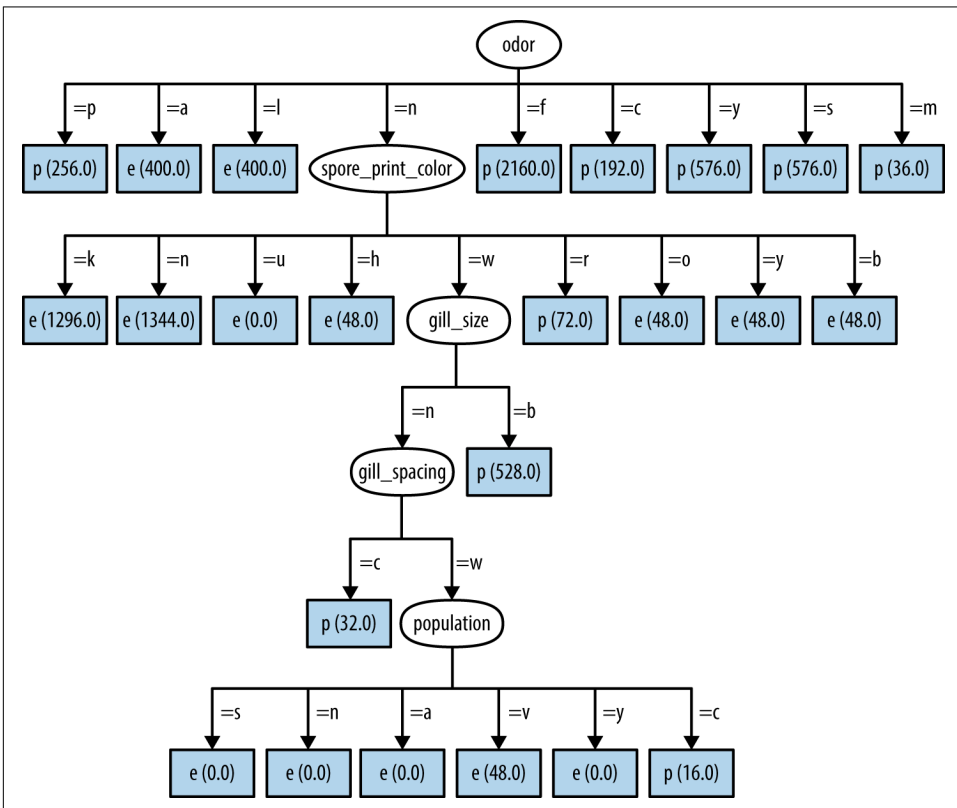 odor
=p =a =l =n =f =c =y =s =m
p (256.0) e (400.0) e (400.0) spore_print_color p (2160.0) p (192.0) p (576.0) p (576.0) p (36.0)
=k =n =u =h =w =r =o =y =b
e (1296.0) e (1344.0) e (0.0) e (48.0) gill_size p (72.0) e (48.0) e (48.0) e (48.0)
=n =b
gill_spacing p (528.0)
=c =w
p (32.0) population
=s =n =a =v =y =c
e (0.0) e (0.0) e (0.0) e (48.0) e (0.0) p (16.0)